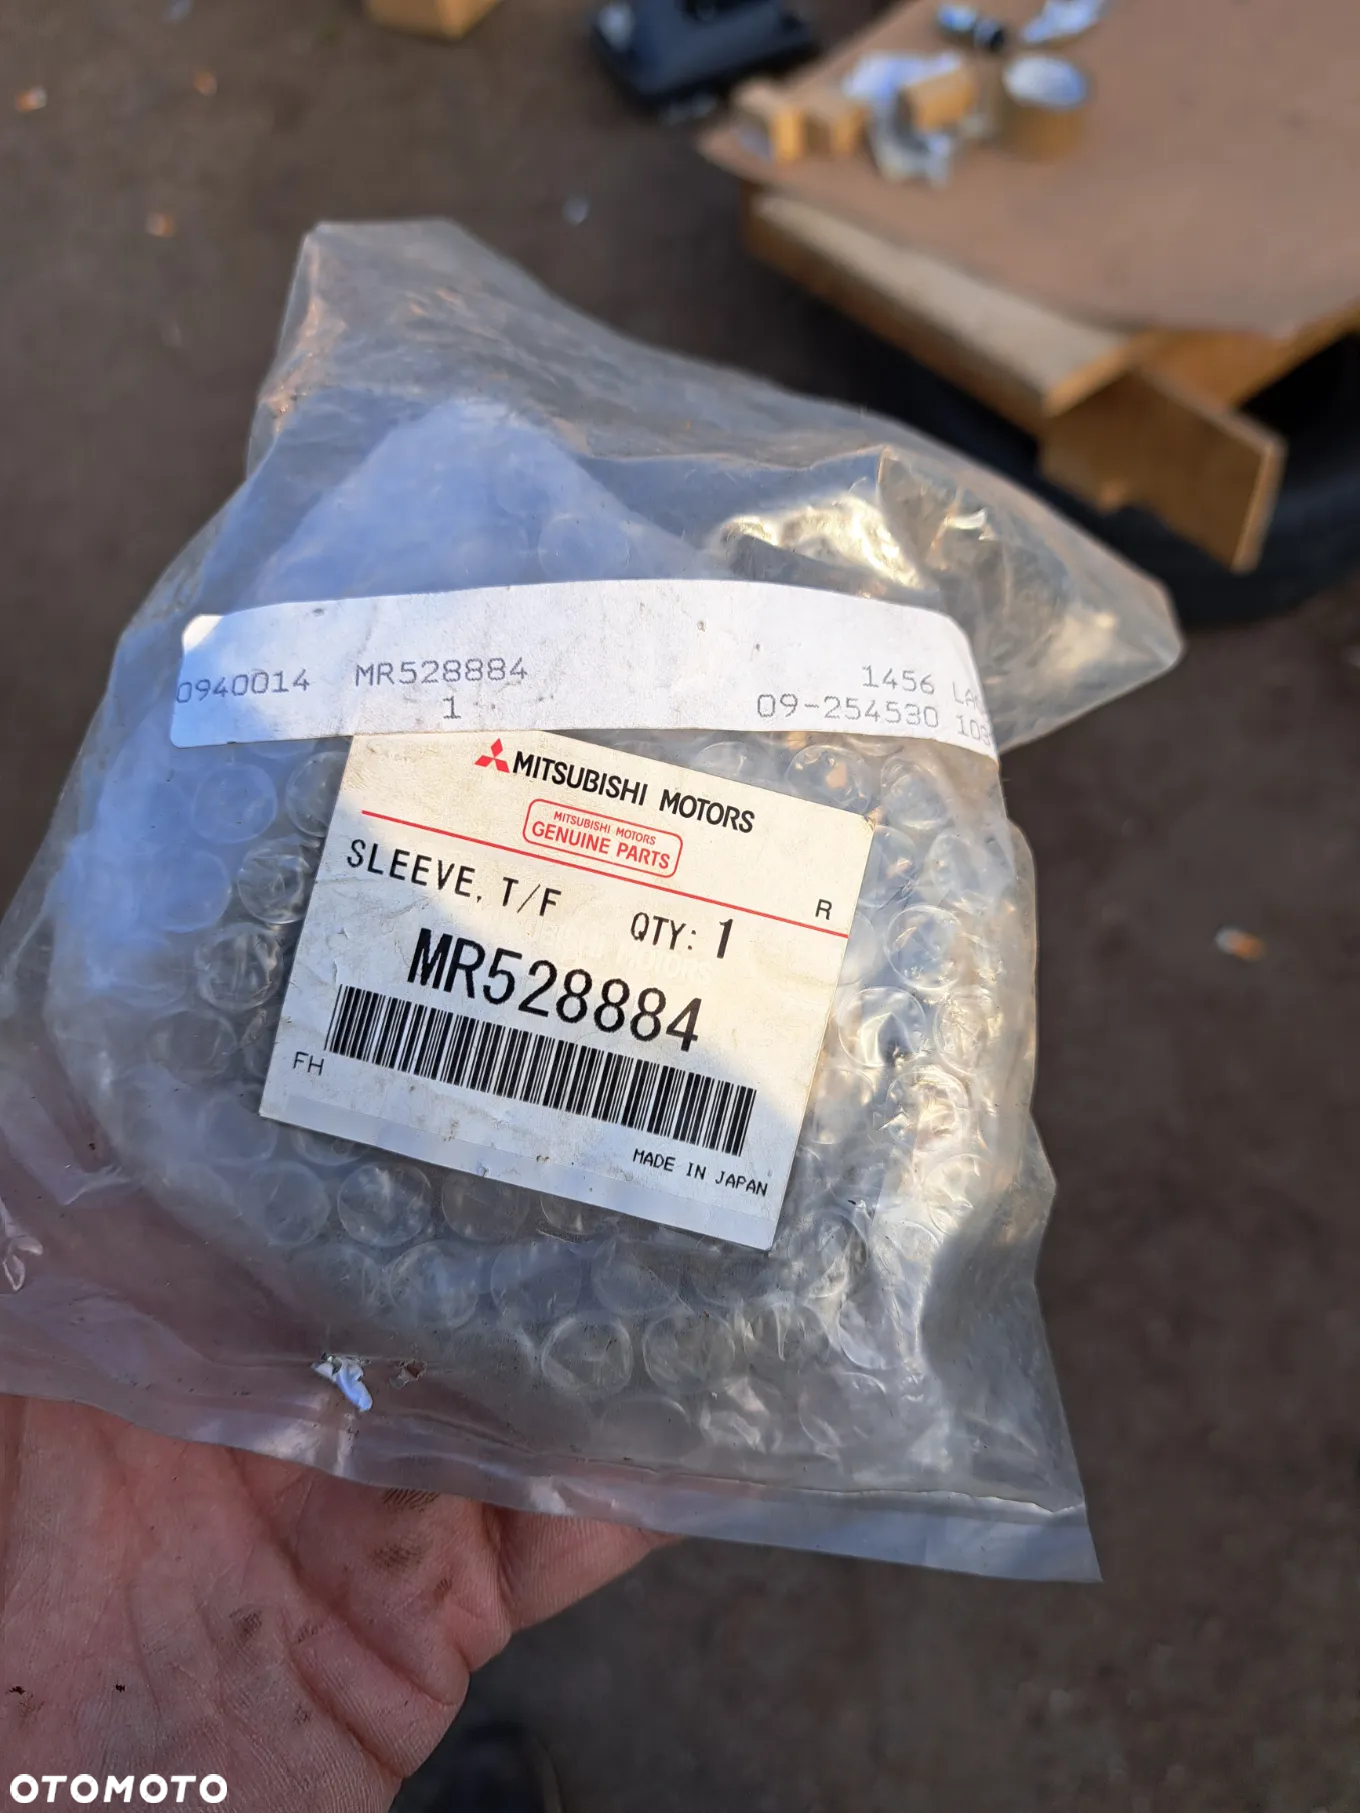 0940014 MR528884 1456
1 09-254530
MITSUBISHI MOTORS
MITSUBISHI MOTORS
GENUINE PARTS
SLEEVE, T/F QTY: 1 R
MR528884
FH
MADE IN JAPAN
OTOMOTO